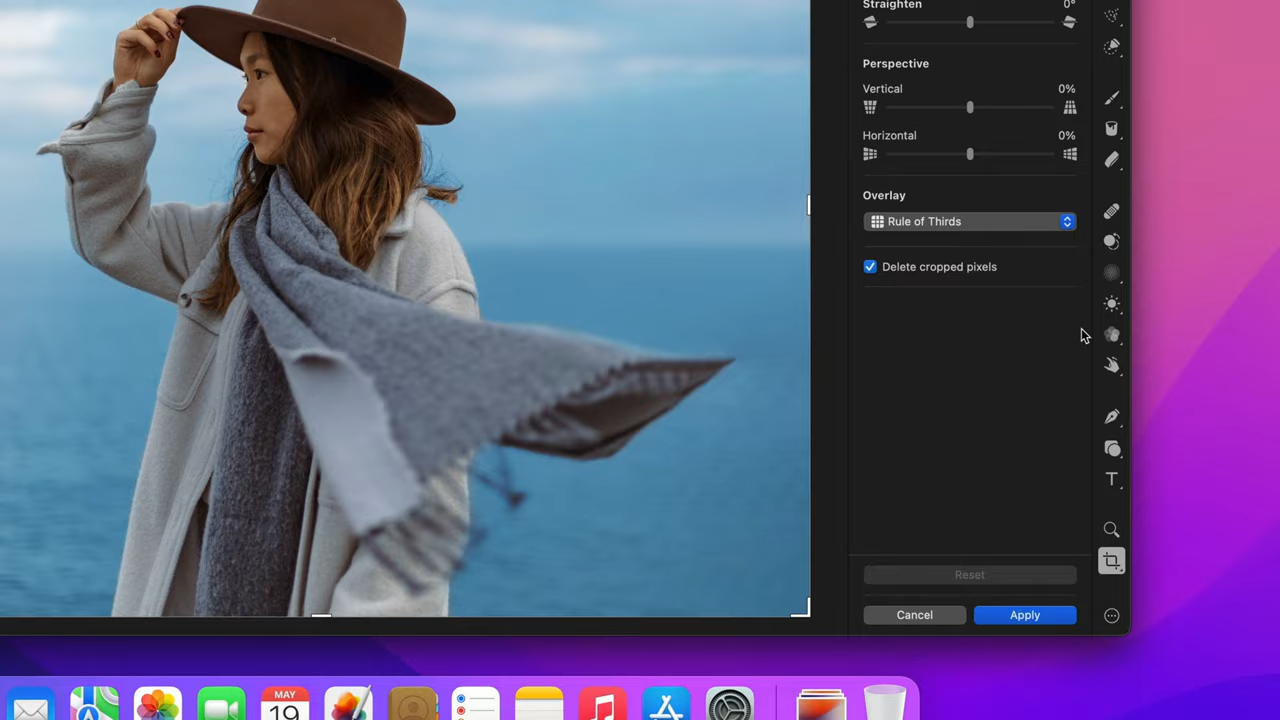 Straighten 0°
Perspective
Vertical 0%
Horizontal 0%
Overlay
Rule of Thirds
Delete cropped pixels
T
Reset
Cancel Apply
MAY
19